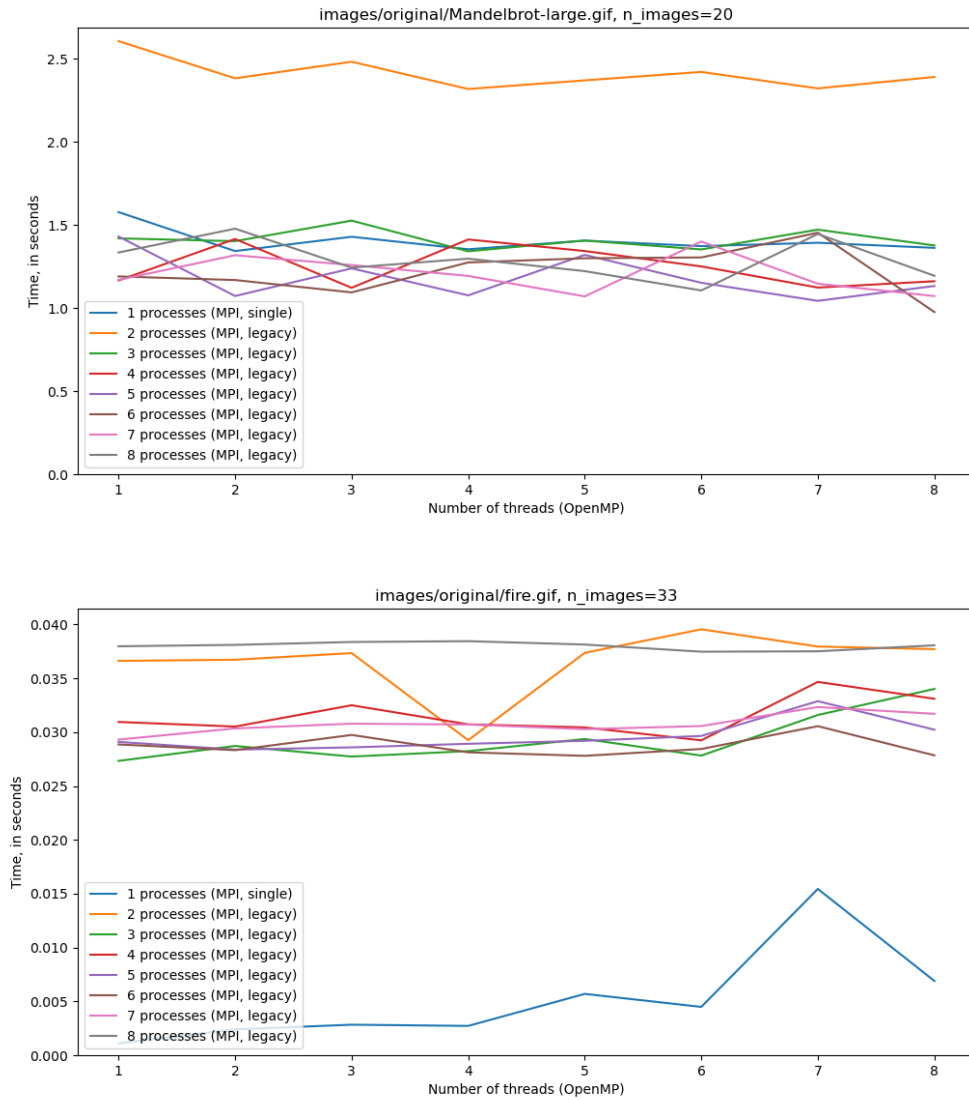 images/original/Mandelbrot-large.gif, n_images=20
Time, in seconds
2.5
2.0
1.5
1.0
0.5
0.0
1 processes (MPI, single)
2 processes (MPI, legacy)
3 processes (MPI, legacy)
4 processes (MPI, legacy)
5 processes (MPI, legacy)
6 processes (MPI, legacy)
7 processes (MPI, legacy)
8 processes (MPI, legacy)
1 2 3 4 5 6 7 8
Number of threads (OpenMP)
images/original/fire.gif, n_images=33
Time, in seconds
0.040
0.035
0.030
0.025
0.020
0.015
0.010
0.005
0.000
1 processes (MPI, single)
2 processes (MPI, legacy)
3 processes (MPI, legacy)
4 processes (MPI, legacy)
5 processes (MPI, legacy)
6 processes (MPI, legacy)
7 processes (MPI, legacy)
8 processes (MPI, legacy)
1 2 3 4 5 6 7 8
Number of threads (OpenMP)